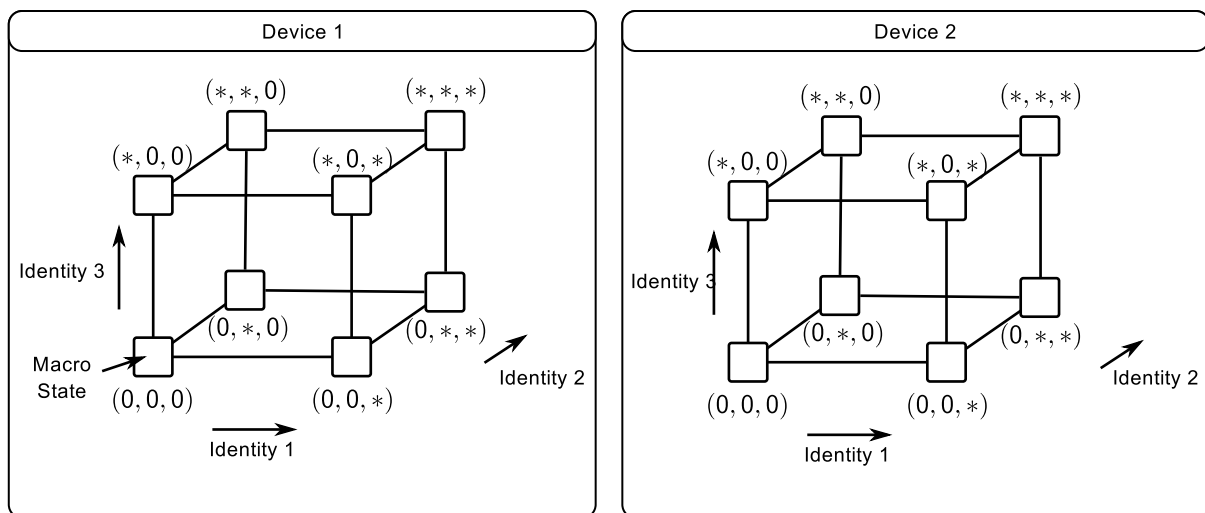 Device 1
(*, *, 0)
(*, *, *)
(*, 0, 0)
(*, 0, *)
Identity 3
(0, *, 0)
(0, *, *)
Macro
State
Identity 2
(0, 0, 0)
(0, 0, *)
Identity 1
Device 2
(*, *, 0)
(*, *, *)
(*, 0, 0)
(*, 0, *)
Identity 3
(0, *, 0)
(0, *, *)
Identity 2
(0, 0, 0)
(0, 0, *)
Identity 1